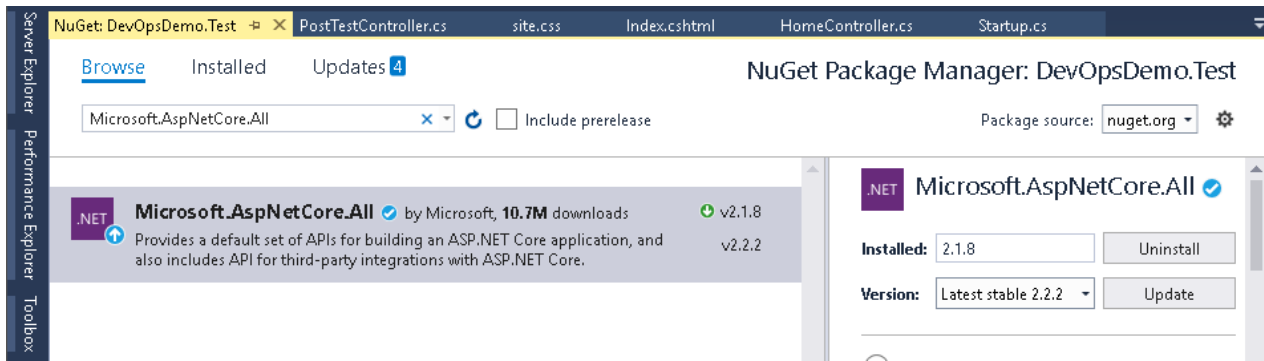 Server Explorer
Performance Explorer
Toolbox
NuGet: DevOpsDemo.Test
PostTestController.cs
site.css
Index.cshtml
HomeController.cs
Startup.cs
Browse
Installed
Updates 4
NuGet Package Manager: DevOpsDemo.Test
Microsoft.AspNetCore.All
Include prerelease
Package source: nuget.org
.NET
Microsoft.AspNetCore.All by Microsoft, 10.7M downloads
v2.1.8
Provides a default set of APIs for building an ASP.NET Core application, and
v2.2.2
also includes API for third-party integrations with ASP.NET Core.
.NET
Microsoft.AspNetCore.All
Installed: 2.1.8
Uninstall
Version: Latest stable 2.2.2
Update